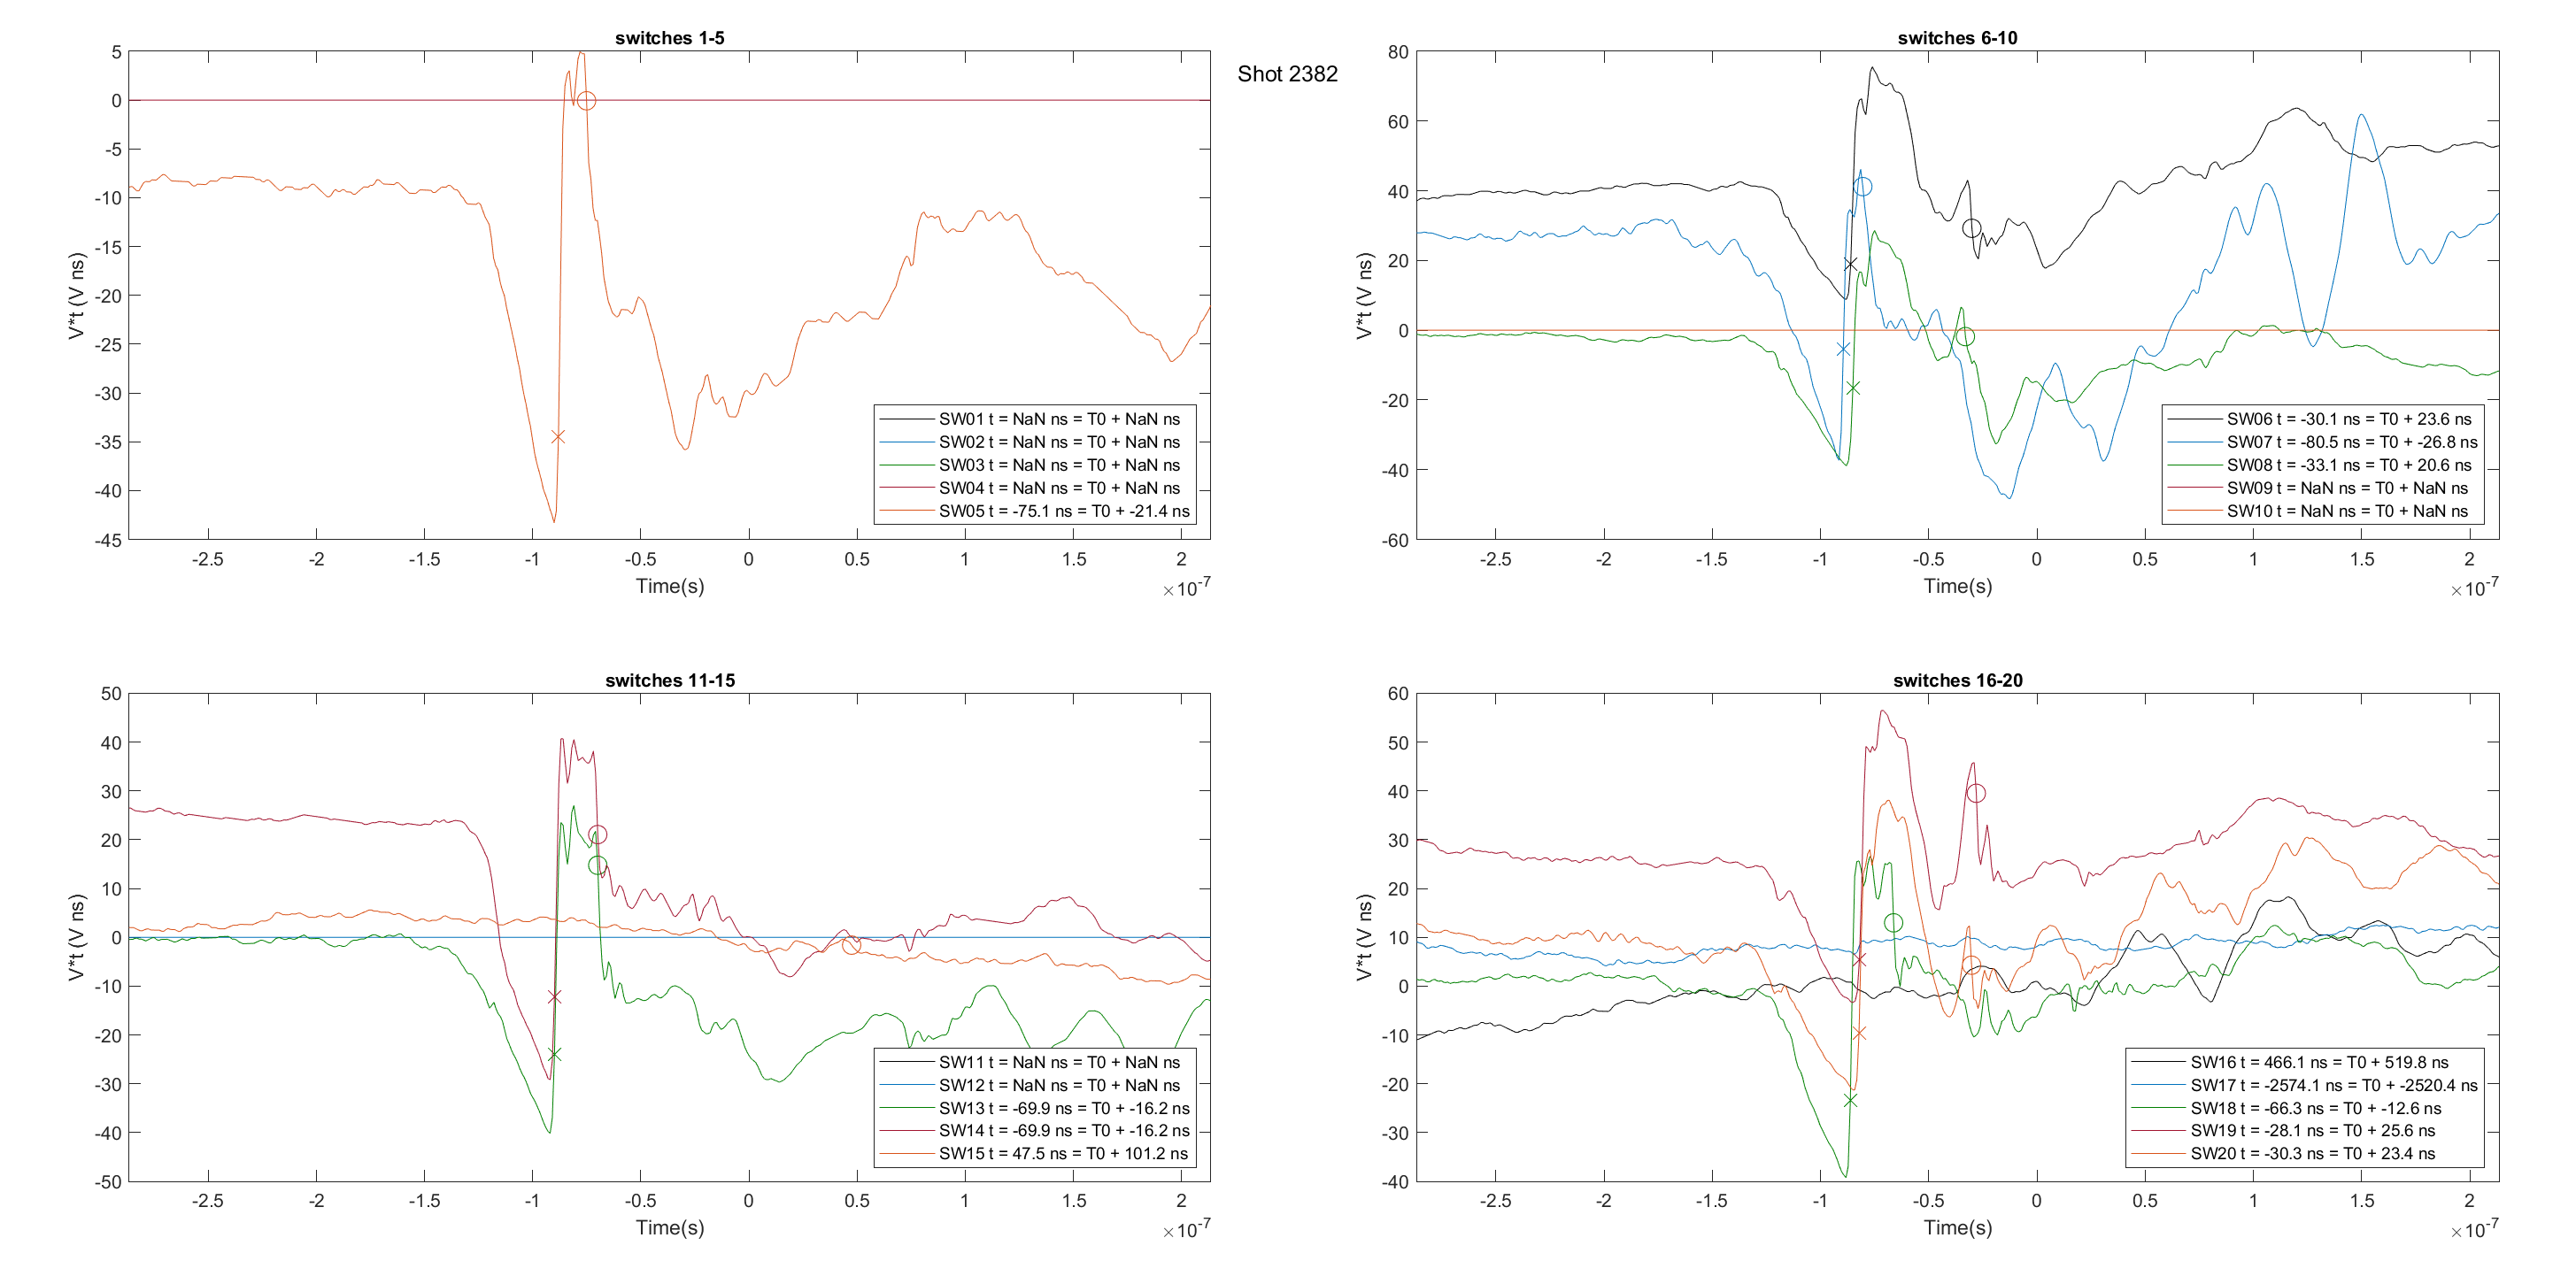 switches 1-5
5
0
-5
-10
-15
-20
-25
-30
-35
-40
-45
V*t (V ns)
-2.5 -2 -1.5 -1 -0.5 0 0.5 1 1.5 2
Time(s)
×10-7
SW01 t = NaN ns = T0 + NaN ns
SW02 t = NaN ns = T0 + NaN ns
SW03 t = NaN ns = T0 + NaN ns
SW04 t = NaN ns = T0 + NaN ns
SW05 t = -75.1 ns = T0 + -21.4 ns
Shot 2382
switches 6-10
80
60
40
20
0
-20
-40
-60
V*t (V ns)
-2.5 -2 -1.5 -1 -0.5 0 0.5 1 1.5 2
Time(s)
×10-7
SW06 t = -30.1 ns = T0 + 23.6 ns
SW07 t = -80.5 ns = T0 + -26.8 ns
SW08 t = -33.1 ns = T0 + 20.6 ns
SW09 t = NaN ns = T0 + NaN ns
SW10 t = NaN ns = T0 + NaN ns
switches 11-15
50
40
30
20
10
0
-10
-20
-30
-40
-50
V*t (V ns)
-2.5 -2 -1.5 -1 -0.5 0 0.5 1 1.5 2
Time(s)
×10-7
SW11 t = NaN ns = T0 + NaN ns
SW12 t = NaN ns = T0 + NaN ns
SW13 t = -69.9 ns = T0 + -16.2 ns
SW14 t = -69.9 ns = T0 + -16.2 ns
SW15 t = 47.5 ns = T0 + 101.2 ns
switches 16-20
60
50
40
30
20
10
0
-10
-20
-30
-40
V*t (V ns)
-2.5 -2 -1.5 -1 -0.5 0 0.5 1 1.5 2
Time(s)
×10-7
SW16 t = 466.1 ns = T0 + 519.8 ns
SW17 t = -2574.1 ns = T0 + -2520.4 ns
SW18 t = -66.3 ns = T0 + -12.6 ns
SW19 t = -28.1 ns = T0 + 25.6 ns
SW20 t = -30.3 ns = T0 + 23.4 ns